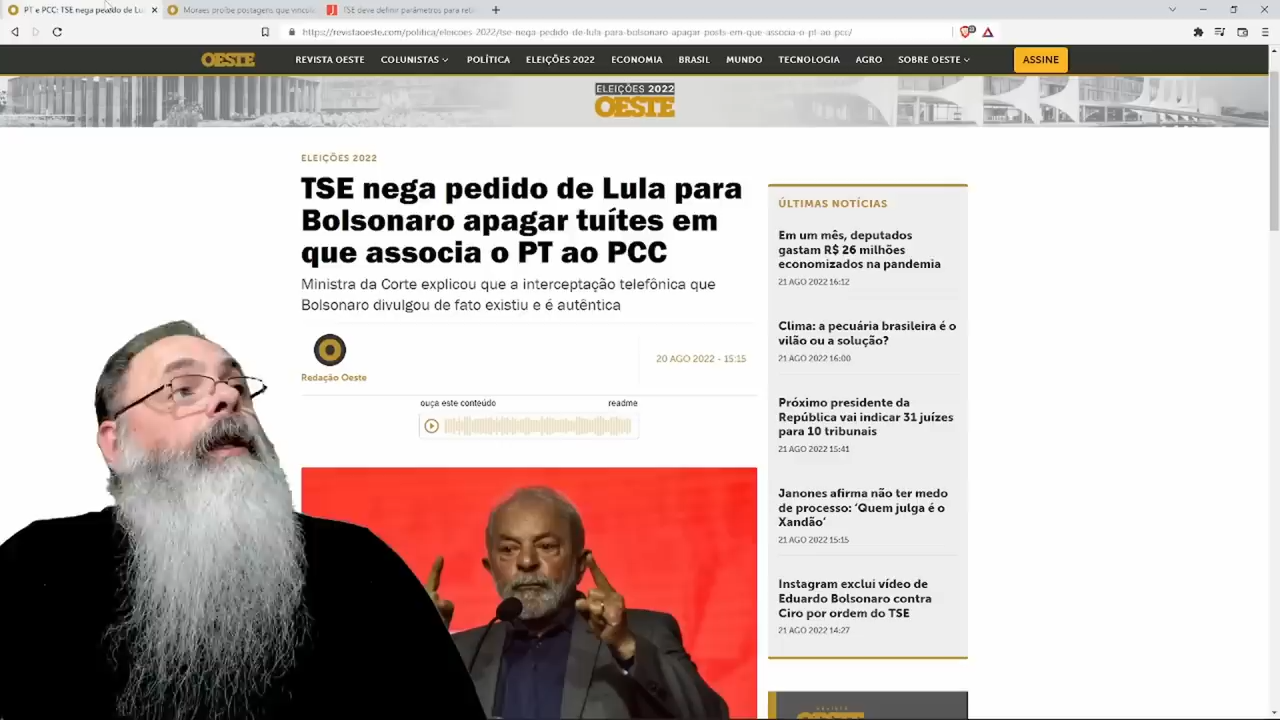 PT e PCC: TSE nega pedido de Lu
Moraes proíbe postagens que vincul
TSE deve definir parâmetros para reti
https://revistaoeste.com/politica/eleicoes-2022/tse-nega-pedido-de-lula-para-bolsonaro-apagar-posts-em-que-associa-o-pt-ao-pcc/
OESTE
REVISTA OESTE
COLUNISTAS
POLÍTICA
ELEIÇÕES 2022
ECONOMIA
BRASIL
MUNDO
TECNOLOGIA
AGRO
SOBRE OESTE
ASSINE
ELEIÇÕES 2022
OESTE
ELEIÇÕES 2022
TSE nega pedido de Lula para
Bolsonaro apagar tuítes em
que associa o PT ao PCC
Ministra da Corte explicou que a interceptação telefônica que
Bolsonaro divulgou de fato existiu e é autêntica
Redação Oeste
20 AGO 2022 - 15:15
ouça este conteúdo
readme
ÚLTIMAS NOTÍCIAS
Em um mês, deputados
gastam R$ 26 milhões
economizados na pandemia
21 AGO 2022 16:12
Clima: a pecuária brasileira é o
vilão ou a solução?
21 AGO 2022 16:00
Próximo presidente da
República vai indicar 31 juízes
para 10 tribunais
21 AGO 2022 15:41
Janones afirma não ter medo
de processo: ‘Quem julga é o
Xandão’
21 AGO 2022 15:15
Instagram exclui vídeo de
Eduardo Bolsonaro contra
Ciro por ordem do TSE
21 AGO 2022 14:27